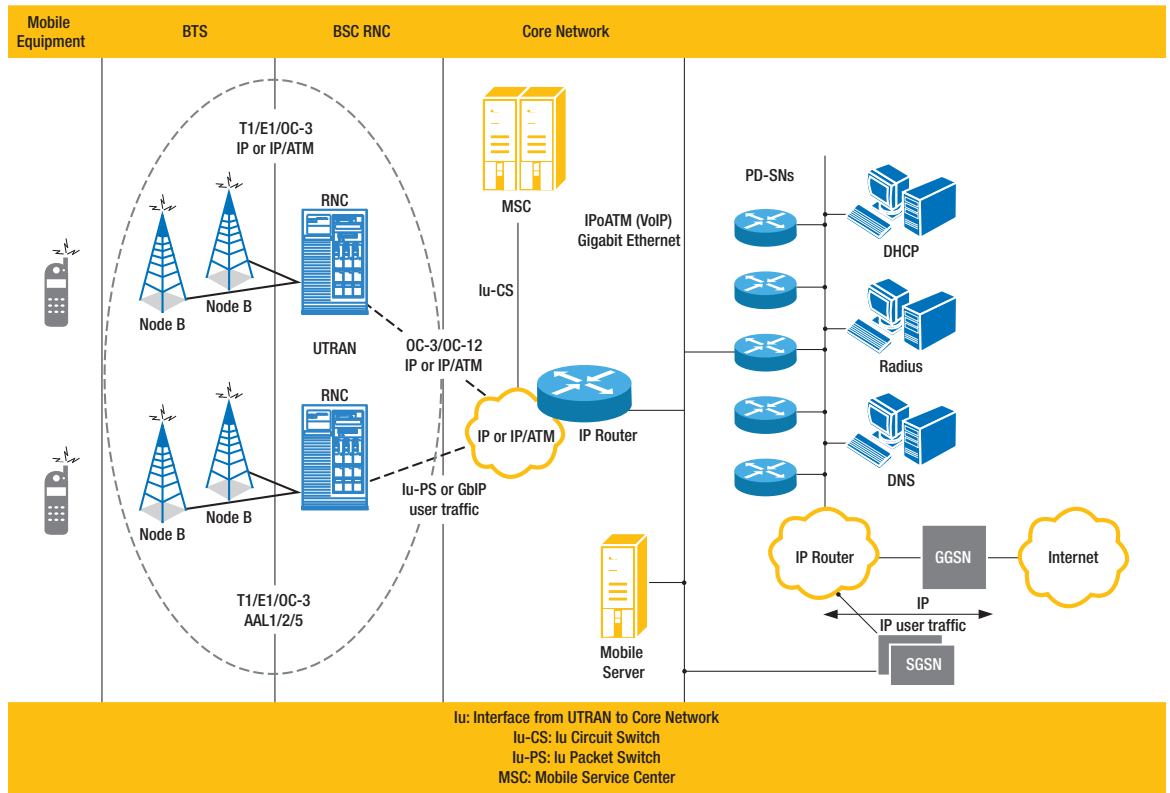 Mobile
Equipment
BTS
BSC RNC
Core Network
T1/E1/OC-3
IP or IP/ATM
RNC
Node B
Node B
UTRAN
RNC
Node B
Node B
T1/E1/OC-3
AAL1/2/5
MSC
Iu-CS
OC-3/OC-12
IP or IP/ATM
IP or IP/ATM
IP Router
Iu-PS or GbIP
user traffic
IPoATM (VoIP)
Gigabit Ethernet
Mobile
Server
PD-SNs
DHCP
Radius
DNS
IP Router
GGSN
Internet
IP
IP user traffic
SGSN
Iu: Interface from UTRAN to Core Network
Iu-CS: Iu Circuit Switch
Iu-PS: Iu Packet Switch
MSC: Mobile Service Center